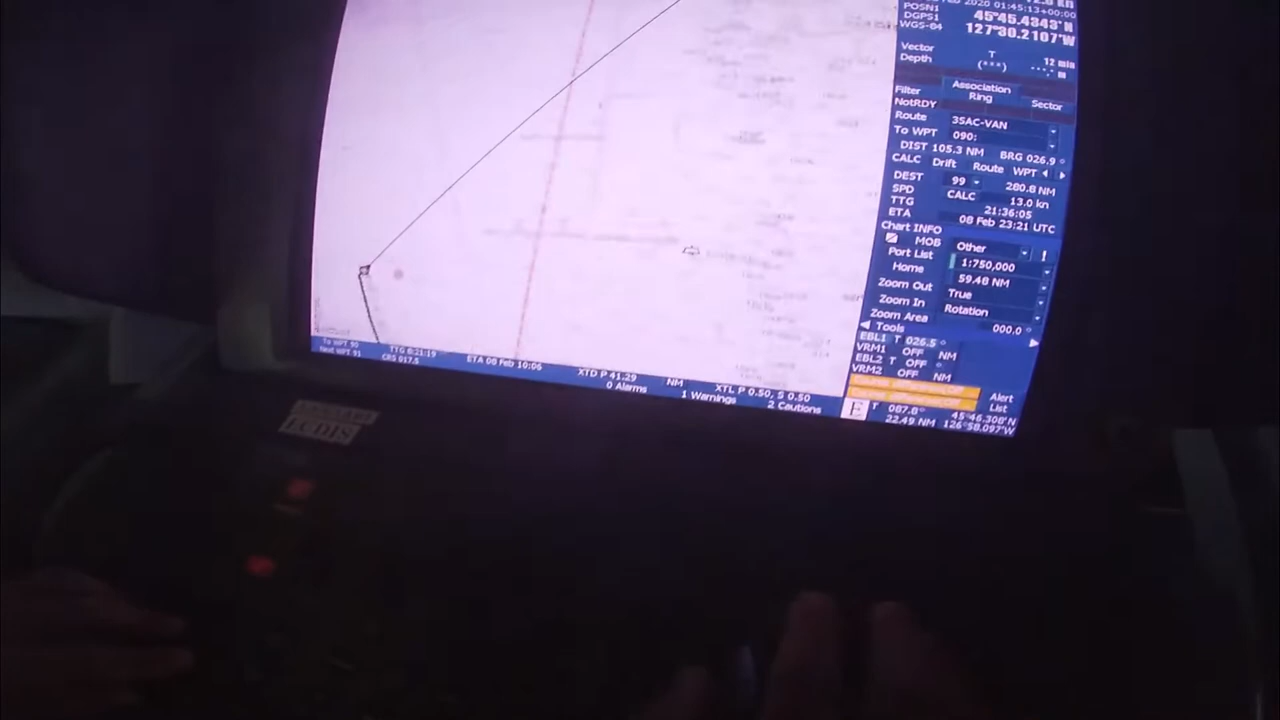 2020 01:45:13+00:00
POSN1
DGPS1 45°45.4343'N
WGS-84 127°30.2107'W
Vector T 12 min
Depth (***) --.- m
Association
Ring
Filter Sector
NotRDY
Route 3SAC-VAN
To WPT 090:
DIST 105.3 NM BRG 026.9 °
CALC Drift Route WPT
DEST 99 280.8 NM
SPD CALC 13.0 kn
TTG 21:36:05
ETA 08 Feb 23:21 UTC
Chart INFO
MOB Other !
Port List 1:750,000
Home 59.48 NM
Zoom Out True
Zoom In Rotation
Zoom Area 000.0 °
Tools
EBL1 T 026.5 °
VRM1 OFF NM
EBL2 T OFF °
VRM2 OFF NM
Alert
List
E T 087.8° 45°46.308'N
22.49 NM 126°58.097'W
To WPT 90 TTG 8:21:19 ETA 08 Feb 10:06 XTD P 41.29 NM XTL P 0.50, S 0.50
Next WPT 91 CRS 017.5 0 Alarms 1 Warnings 2 Cautions
ECDIS